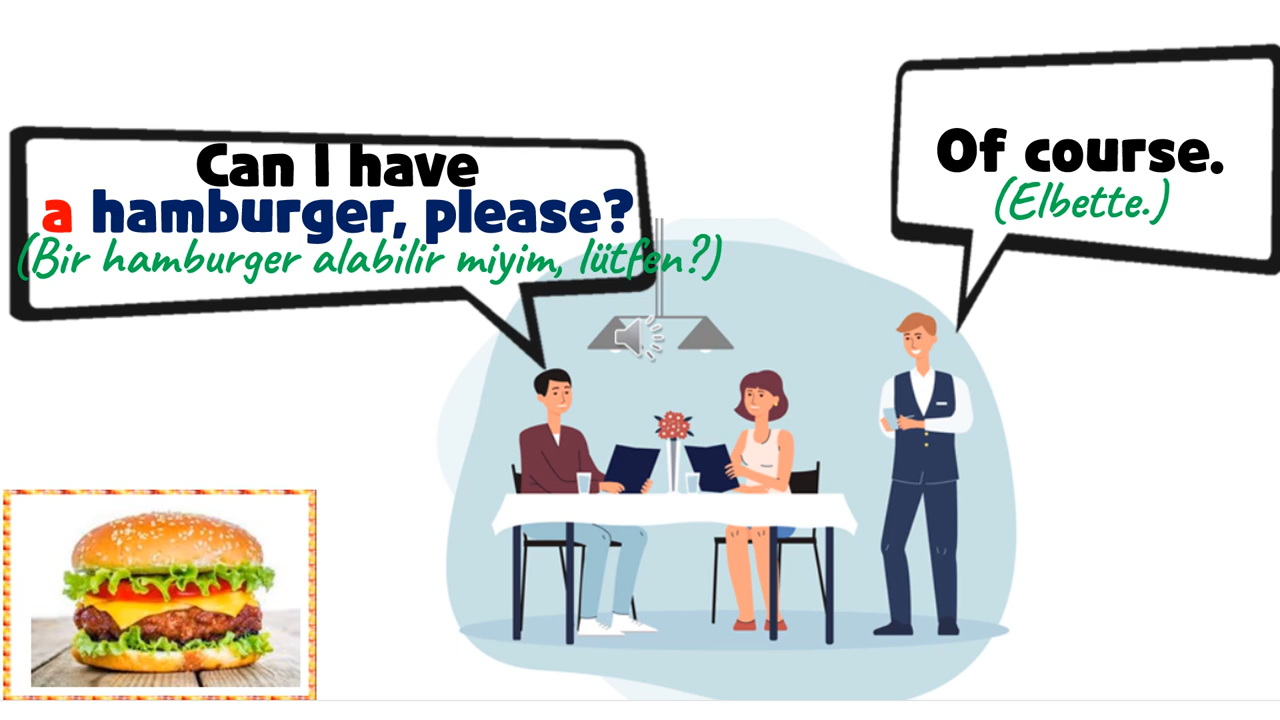 Can I have
a hamburger, please?
(Bir hamburger alabilir miyim, lütfen?)
Of course.
(Elbette.)